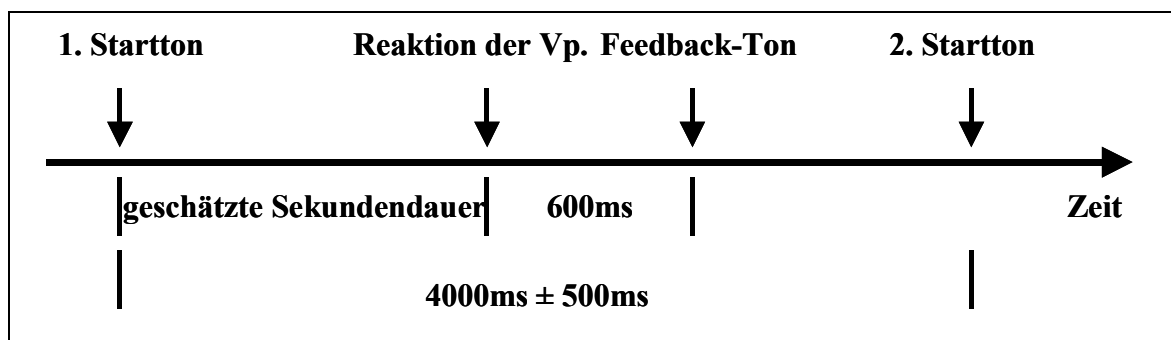 1. Startton Reaktion der Vp. Feedback-Ton 2. Startton
geschätzte Sekundendauer 600ms Zeit
4000ms ± 500ms